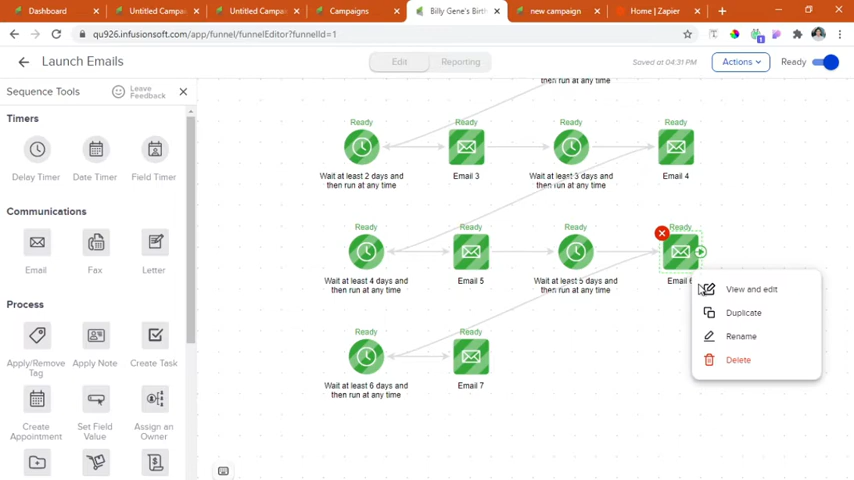 Dashboard
Untitled Campai
Untitled Campai
Campaigns
Billy Gene's Birth
new campaign
Home | Zapier
qu926.infusionsoft.com/app/funnel/funnelEditor?funnelId=1
Launch Emails
Edit
Reporting
Saved at 04:31 PM
Actions
Ready
Sequence Tools
Leave
Feedback
Timers
Delay Timer
Date Timer
Field Timer
Communications
Email
Fax
Letter
Process
Apply/Remove
Tag
Apply Note
Create Task
Create
Appointment
Set Field
Value
Assign an
Owner
then run at any time
Ready
Ready
Ready
Ready
Wait at least 2 days and
then run at any time
Email 3
Wait at least 3 days and
then run at any time
Email 4
Ready
Ready
Ready
Ready
Wait at least 4 days and
then run at any time
Email 5
Wait at least 5 days and
then run at any time
Email 6
Ready
Ready
Wait at least 6 days and
then run at any time
Email 7
View and edit
Duplicate
Rename
Delete